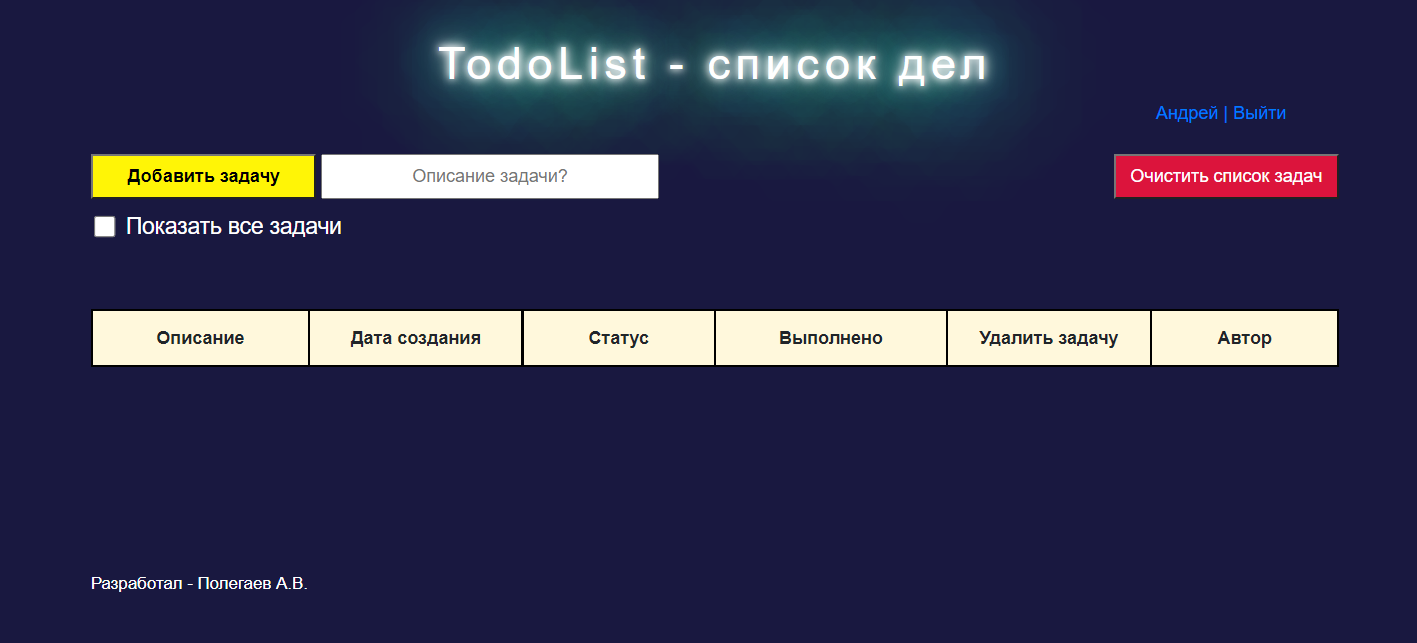 TodoList - список дел
Андрей | Выйти
Добавить задачу Описание задачи? Очистить список задач
Показать все задачи
Описание Дата создания Статус Выполнено Удалить задачу Автор
Разработал - Полегаев А.В.